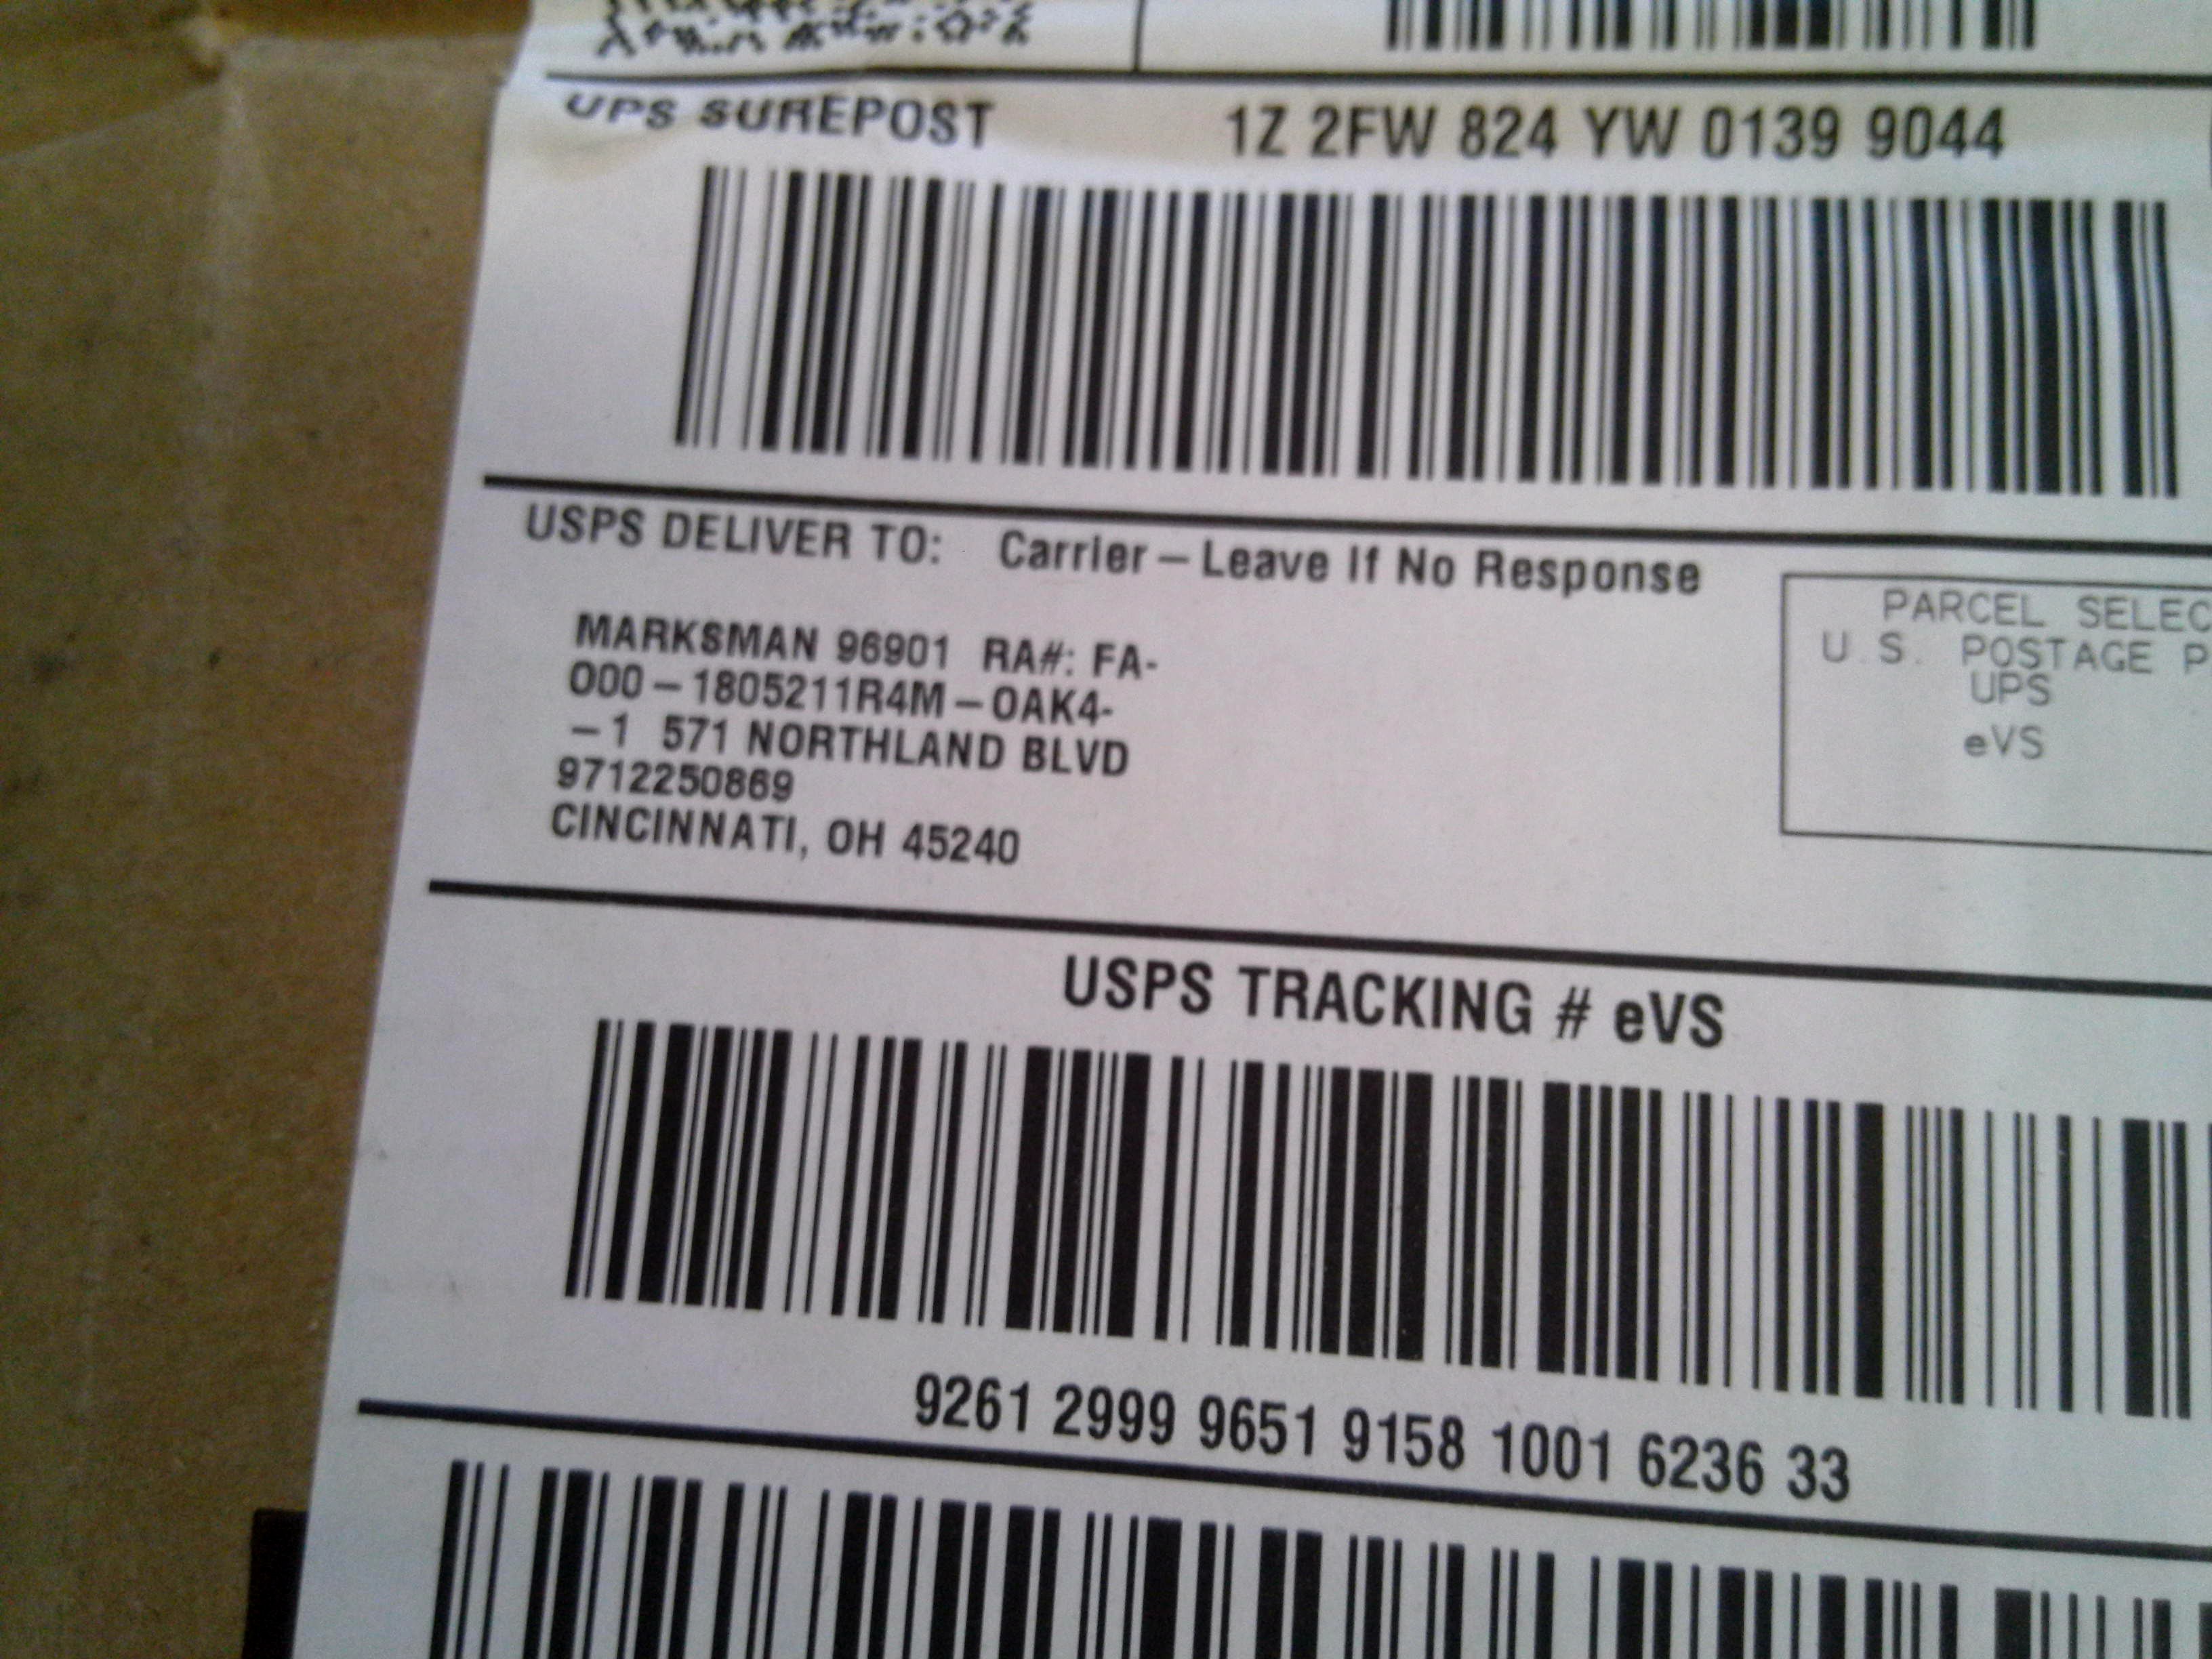 UPS SUREPOST 1Z 2FW 824 YW 0139 9044
USPS DELIVER TO: Carrier – Leave If No Response
MARKSMAN 96901 RA#: FA-
000 – 1805211R4M – OAK4-
– 1 571 NORTHLAND BLVD
9712250869
CINCINNATI, OH 45240
PARCEL SELEC
U.S. POSTAGE P
UPS
eVS
USPS TRACKING # eVS
9261 2999 9651 9158 1001 6236 33